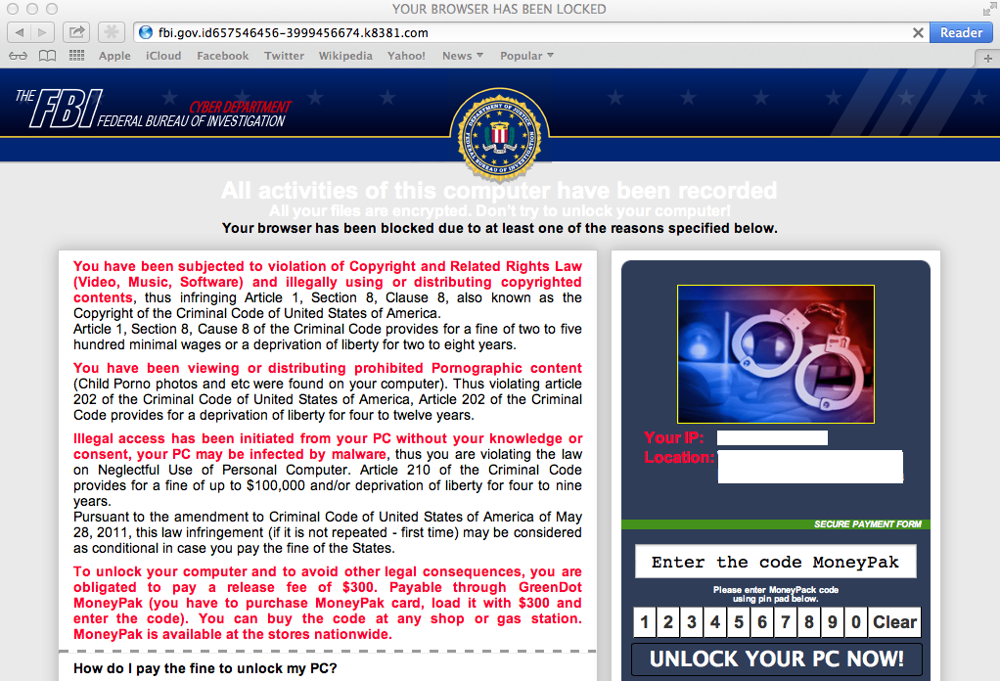 YOUR BROWSER HAS BEEN LOCKED
fbi.gov.id657546456-3999456674.k8381.com
Reader
Apple iCloud Facebook Twitter Wikipedia Yahoo! News Popular
THE FBI CYBER DEPARTMENT
FEDERAL BUREAU OF INVESTIGATION
DEPARTMENT OF JUSTICE
FEDERAL BUREAU OF INVESTIGATION
All activities of this computer have been recorded
All your files are encrypted. Don't try to unlock your computer!
Your browser has been blocked due to at least one of the reasons specified below.
You have been subjected to violation of Copyright and Related Rights Law
(Video, Music, Software) and illegally using or distributing copyrighted
contents, thus infringing Article 1, Section 8, Clause 8, also known as the
Copyright of the Criminal Code of United States of America.
Article 1, Section 8, Cause 8 of the Criminal Code provides for a fine of two to five
hundred minimal wages or a deprivation of liberty for two to eight years.
You have been viewing or distributing prohibited Pornographic content
(Child Porno photos and etc were found on your computer). Thus violating article
202 of the Criminal Code of United States of America, Article 202 of the Criminal
Code provides for a deprivation of liberty for four to twelve years.
Illegal access has been initiated from your PC without your knowledge or
consent, your PC may be infected by malware, thus you are violating the law
on Neglectful Use of Personal Computer. Article 210 of the Criminal Code
provides for a fine of up to $100,000 and/or deprivation of liberty for four to nine
years.
Pursuant to the amendment to Criminal Code of United States of America of May
28, 2011, this law infringement (if it is not repeated - first time) may be considered
as conditional in case you pay the fine of the States.
To unlock your computer and to avoid other legal consequences, you are
obligated to pay a release fee of $300. Payable through GreenDot
MoneyPak (you have to purchase MoneyPak card, load it with $300 and
enter the code). You can buy the code at any shop or gas station.
MoneyPak is available at the stores nationwide.
How do I pay the fine to unlock my PC?
Your IP:
Location:
SECURE PAYMENT FORM
Enter the code MoneyPak
Please enter MoneyPack code
using pin pad below.
1 2 3 4 5 6 7 8 9 0 Clear
UNLOCK YOUR PC NOW!